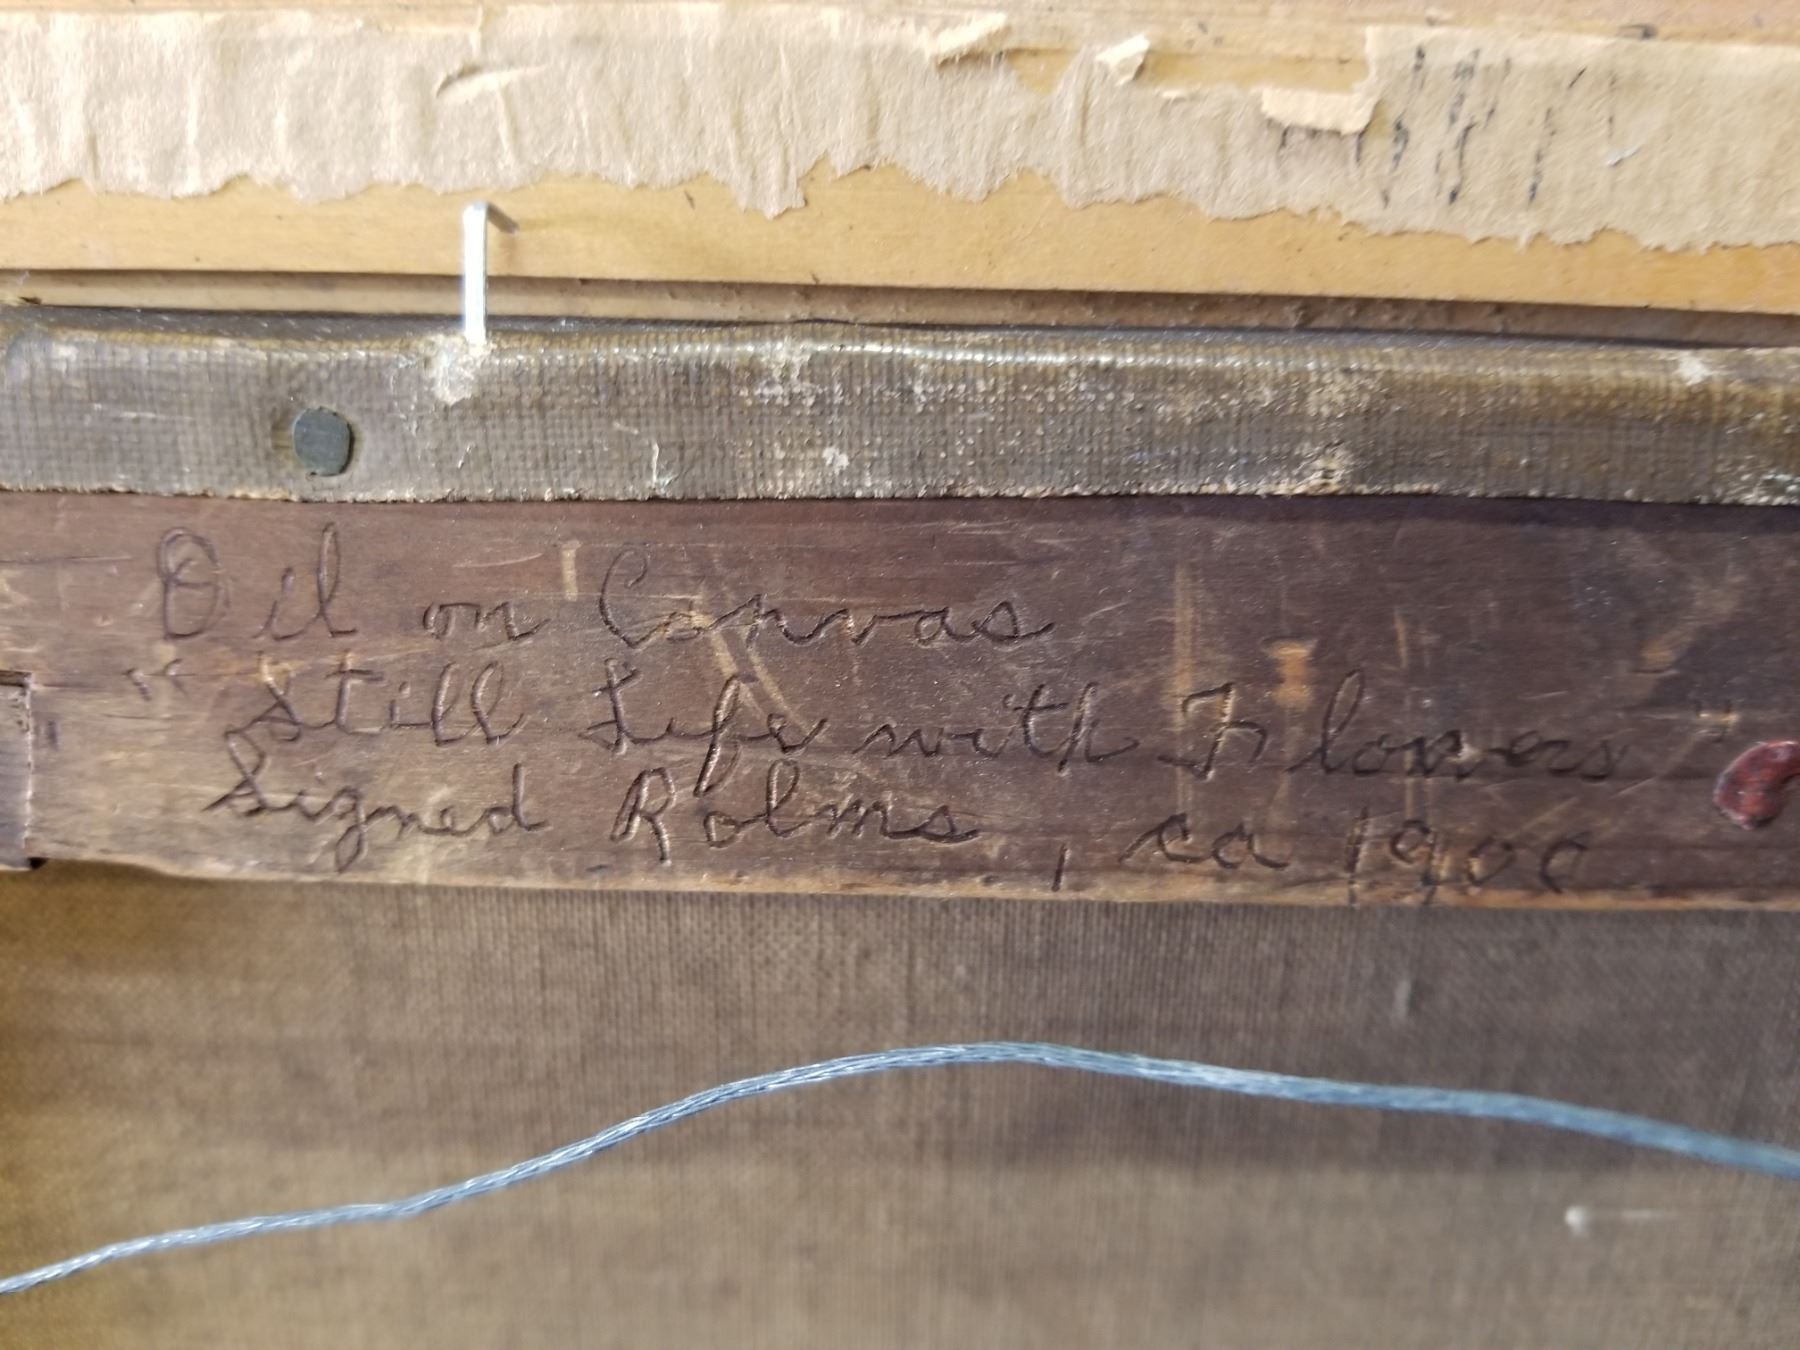 Oil on Canvas
"Still Life with Flowers"
Signed Rolms, ca 1900